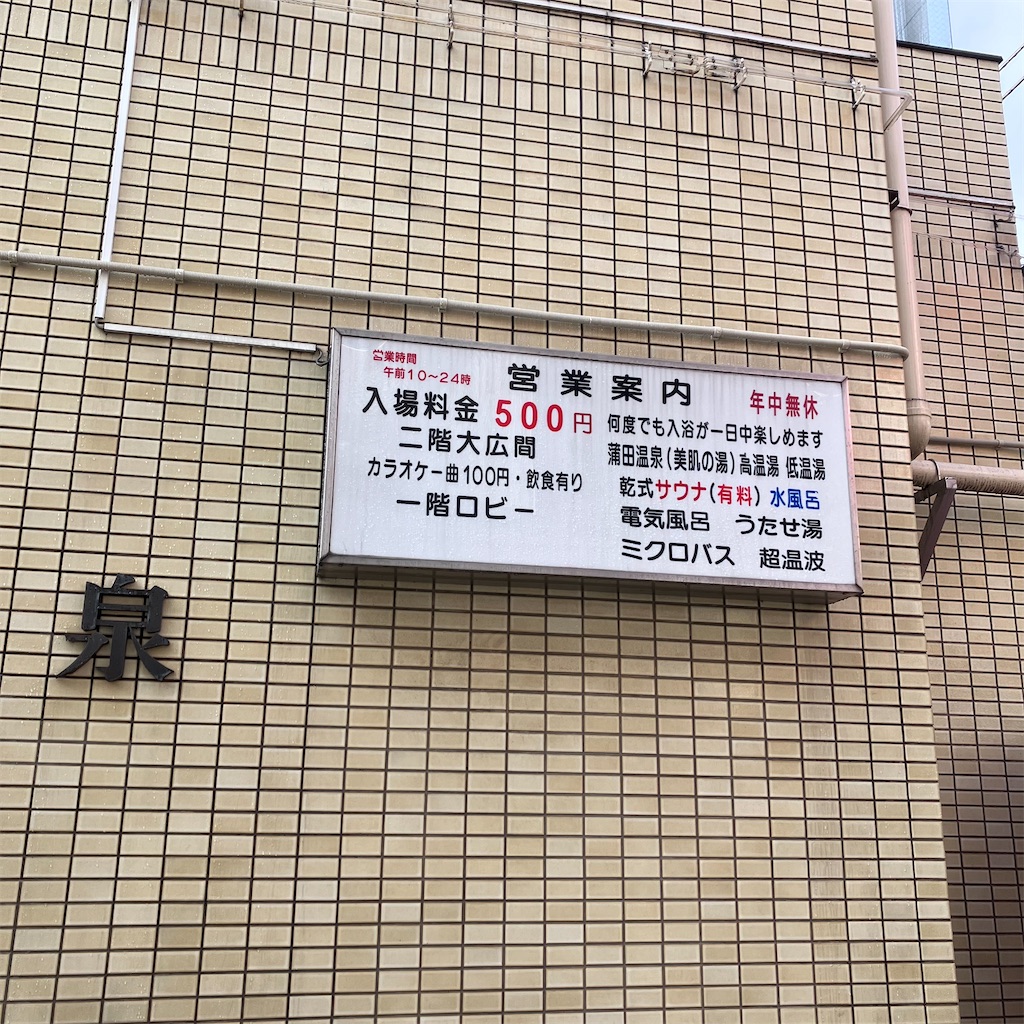 営業時間
午前10～24時
営業案内
年中無休
入場料金500円
二階大広間
カラオケ一曲100円・飲食有り
一階ロビー
何度でも入浴が一日中楽しめます
蒲田温泉(美肌の湯)高温湯 低温湯
乾式サウナ(有料) 水風呂
電気風呂 うたせ湯
ミクロバス 超温波
泉